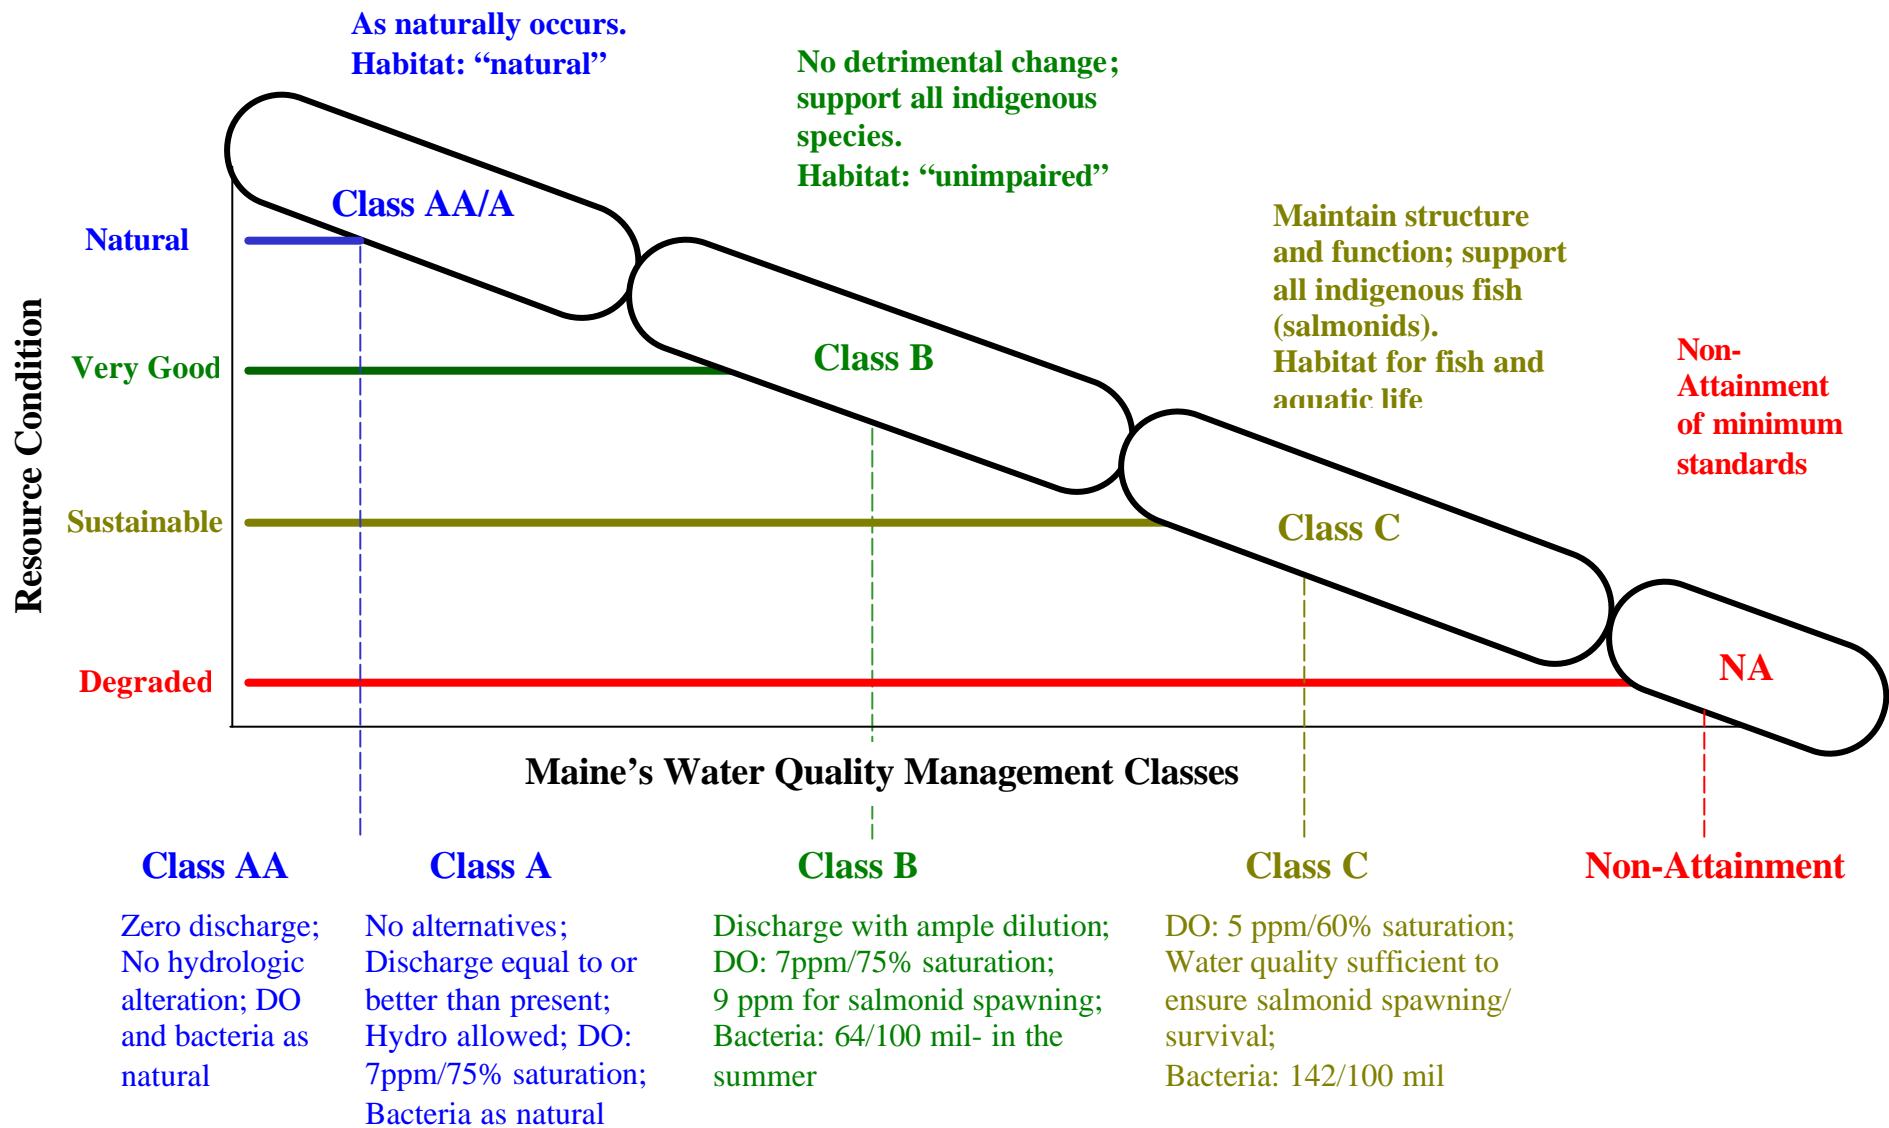 As naturally occurs.
Habitat: “natural”
No detrimental change;
support all indigenous
species.
Habitat: “unimpaired”
Maintain structure
and function; support
all indigenous fish
(salmonids).
Habitat for fish and
aquatic life
Non-
Attainment
of minimum
standards
Resource Condition
Natural
Very Good
Sustainable
Degraded
Class AA/A
Class B
Class C
NA
Maine’s Water Quality Management Classes
Class AA
Zero discharge;
No hydrologic
alteration; DO
and bacteria as
natural
Class A
No alternatives;
Discharge equal to or
better than present;
Hydro allowed; DO:
7ppm/75% saturation;
Bacteria as natural
Class B
Discharge with ample dilution;
DO: 7ppm/75% saturation;
9 ppm for salmonid spawning;
Bacteria: 64/100 mil- in the
summer
Class C
DO: 5 ppm/60% saturation;
Water quality sufficient to
ensure salmonid spawning/
survival;
Bacteria: 142/100 mil
Non-Attainment